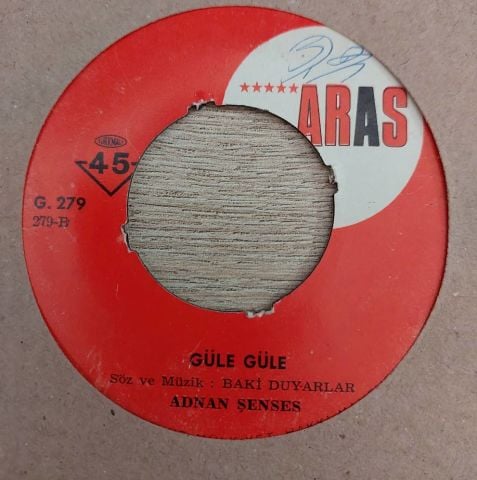 ★★★★★ARAS
45
G. 279
279-B
GÜLE GÜLE
Söz ve Müzik : BAKİ DUYARLAR
ADNAN ŞENSES